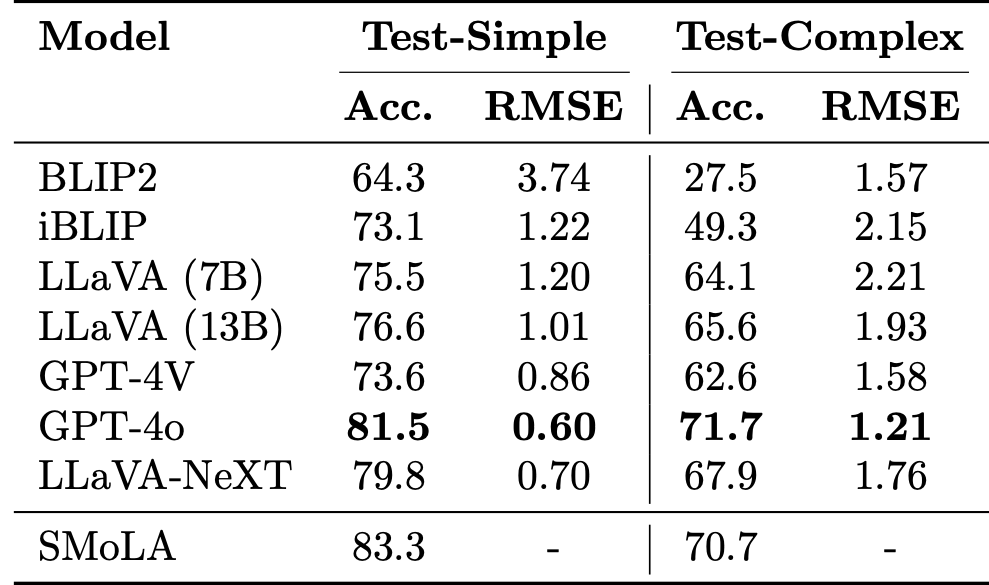 Model Test-Simple Test-Complex
Acc. RMSE Acc. RMSE
BLIP2 64.3 3.74 27.5 1.57
iBLIP 73.1 1.22 49.3 2.15
LLaVA (7B) 75.5 1.20 64.1 2.21
LLaVA (13B) 76.6 1.01 65.6 1.93
GPT-4V 73.6 0.86 62.6 1.58
GPT-4o 81.5 0.60 71.7 1.21
LLaVA-NeXT 79.8 0.70 67.9 1.76
SMoLA 83.3 - 70.7 -